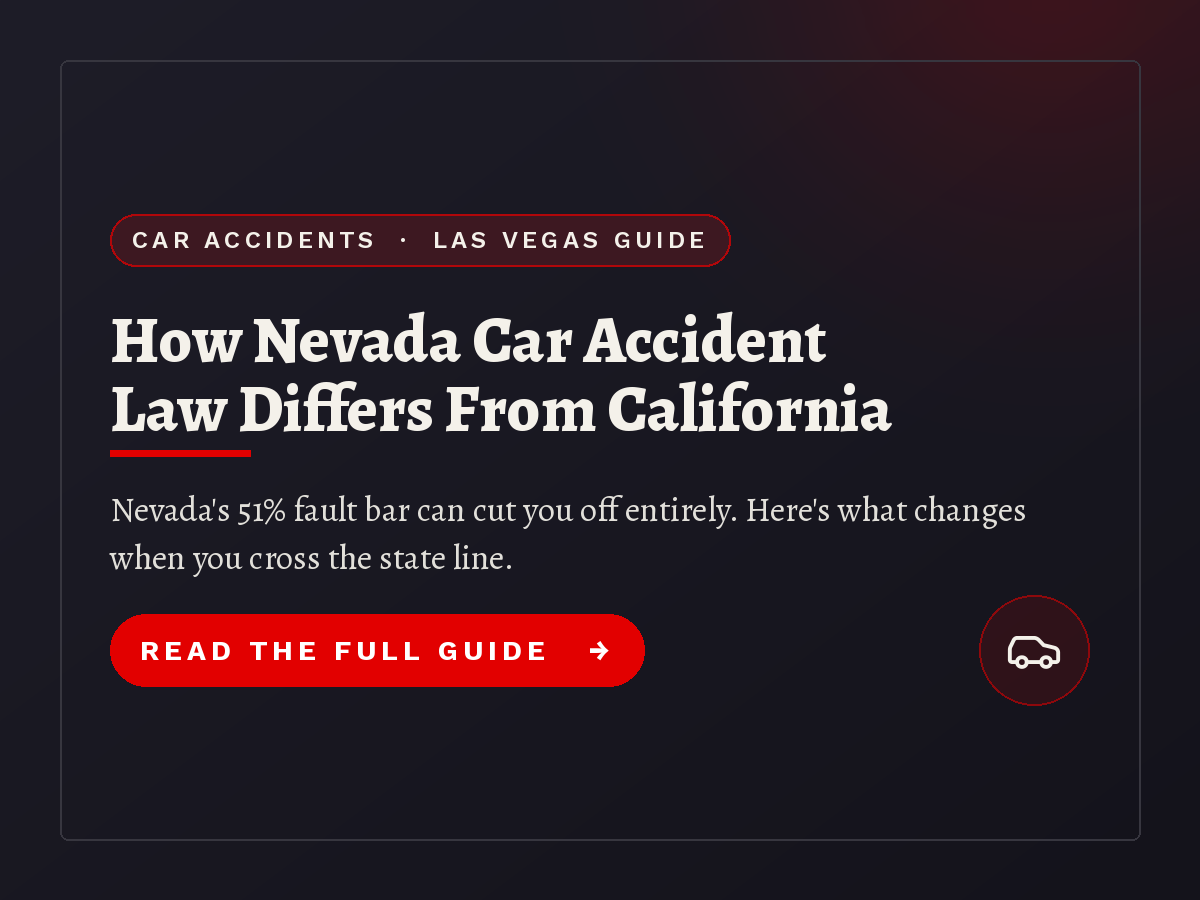 CAR ACCIDENTS · LAS VEGAS GUIDE
How Nevada Car Accident
Law Differs From California
Nevada's 51% fault bar can cut you off entirely. Here's what changes
when you cross the state line.
READ THE FULL GUIDE →